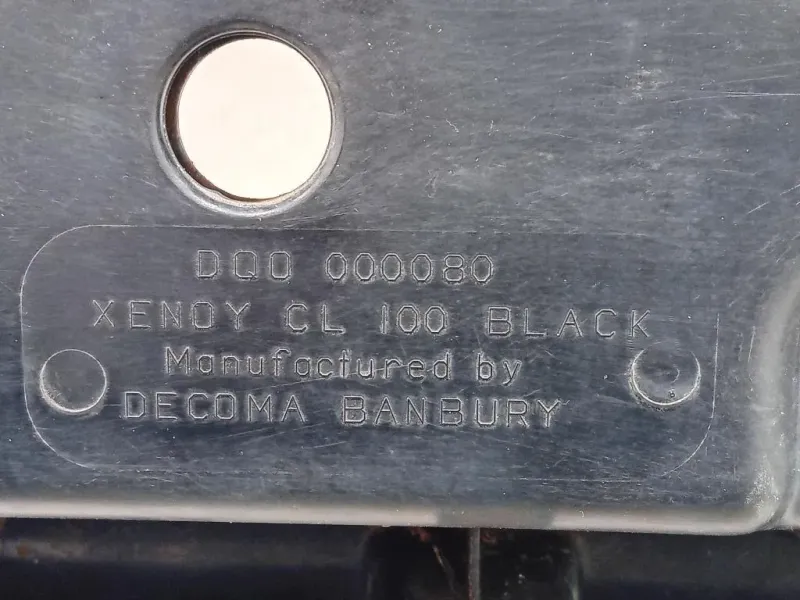 DQO 000080
XENOY CL 100 BLACK
Manufactured by
DECOMA BANBURY